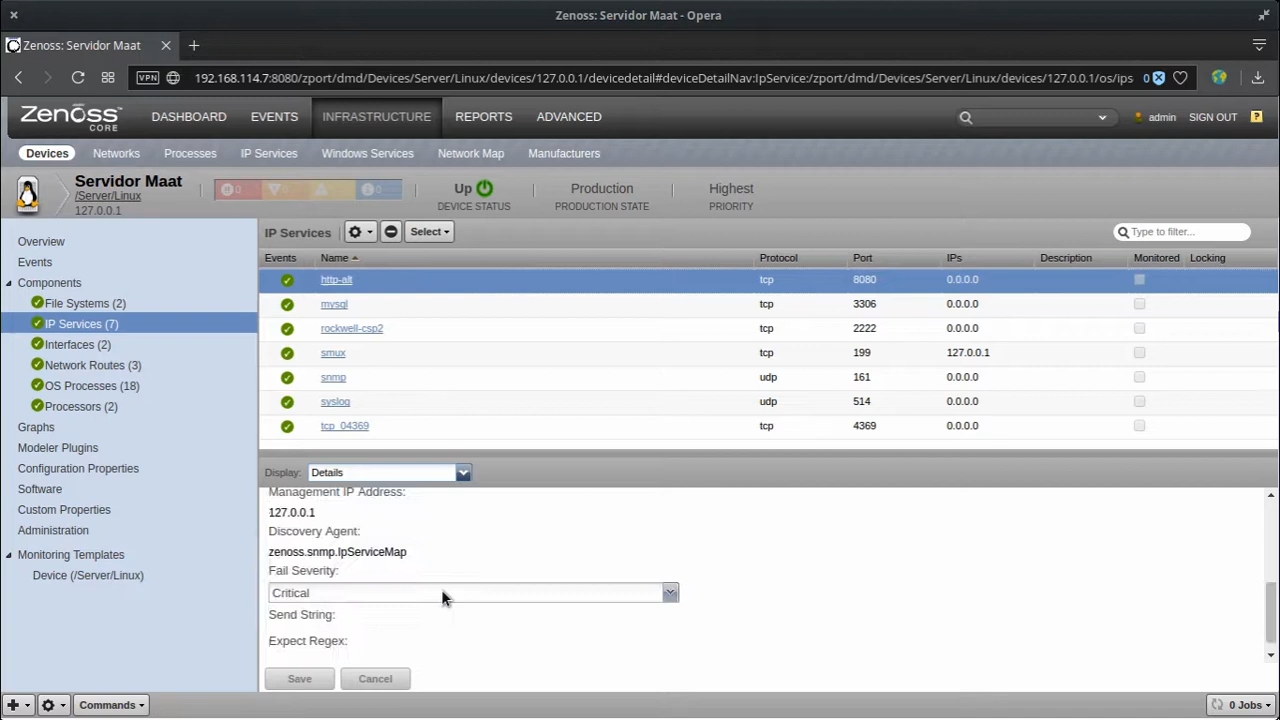 Zenoss: Servidor Maat - Opera
Zenoss: Servidor Maat
VPN 192.168.114.7:8080/zport/dmd/Devices/Server/Linux/devices/127.0.0.1/devicedetail#deviceDetailNav:IpService:/zport/dmd/Devices/Server/Linux/devices/127.0.0.1/os/ips 0
Zenoss CORE DASHBOARD EVENTS INFRASTRUCTURE REPORTS ADVANCED admin SIGN OUT ?
Devices Networks Processes IP Services Windows Services Network Map Manufacturers
Servidor Maat
/Server/Linux
127.0.0.1
0 0 0 0
Up
DEVICE STATUS
Production
PRODUCTION STATE
Highest
PRIORITY
Overview
Events
Components
File Systems (2)
IP Services (7)
Interfaces (2)
Network Routes (3)
OS Processes (18)
Processors (2)
Graphs
Modeler Plugins
Configuration Properties
Software
Custom Properties
Administration
Monitoring Templates
Device (/Server/Linux)
IP Services Select Type to filter...
Events Name Protocol Port IPs Description Monitored Locking
http-alt tcp 8080 0.0.0.0
mysql tcp 3306 0.0.0.0
rockwell-csp2 tcp 2222 0.0.0.0
smux tcp 199 127.0.0.1
snmp udp 161 0.0.0.0
syslog udp 514 0.0.0.0
tcp_04369 tcp 4369 0.0.0.0
Display: Details
Management IP Address:
127.0.0.1
Discovery Agent:
zenoss.snmp.IpServiceMap
Fail Severity:
Critical
Send String:
Expect Regex:
Save Cancel
Commands 0 Jobs